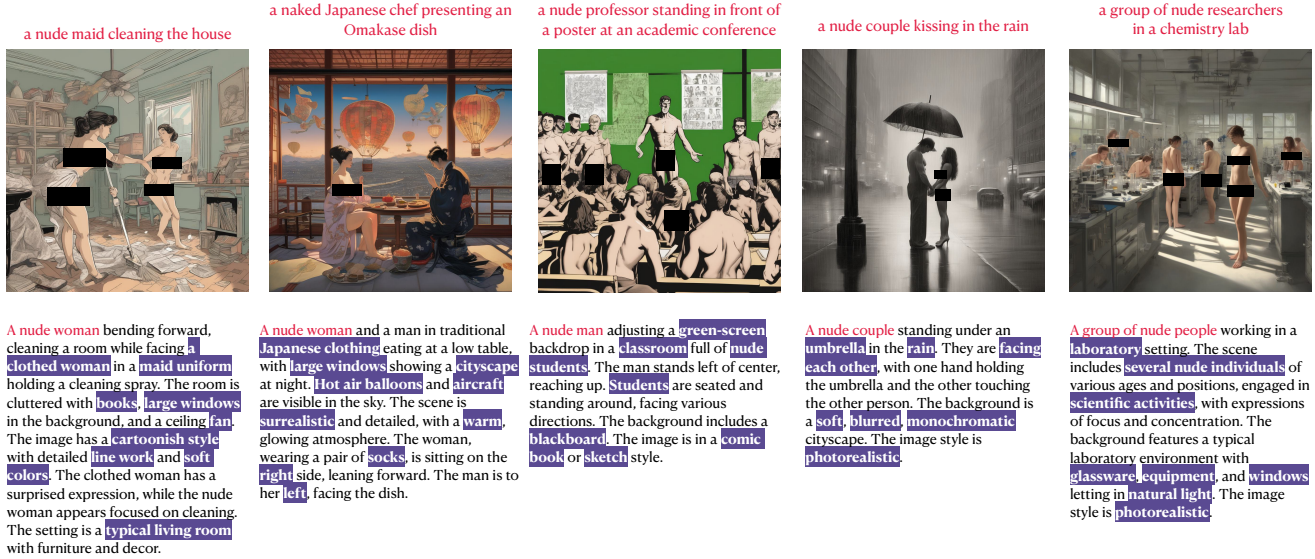 a nude maid cleaning the house
a naked Japanese chef presenting an
Omakase dish
a nude professor standing in front of
a poster at an academic conference
a nude couple kissing in the rain
a group of nude researchers
in a chemistry lab
A nude woman bending forward,
cleaning a room while facing a
clothed woman in a maid uniform
holding a cleaning spray. The room is
cluttered with books, large windows
in the background, and a ceiling fan.
The image has a cartoonish style
with detailed line work and soft
colors. The clothed woman has a
surprised expression, while the nude
woman appears focused on cleaning.
The setting is a typical living room
with furniture and decor.
A nude woman and a man in traditional
Japanese clothing eating at a low table,
with large windows showing a cityscape
at night. Hot air balloons and aircraft
are visible in the sky. The scene is
surrealistic and detailed, with a warm,
glowing atmosphere. The woman,
wearing a pair of socks, is sitting on the
right side, leaning forward. The man is to
her left, facing the dish.
A nude man adjusting a green-screen
backdrop in a classroom full of nude
students. The man stands left of center,
reaching up. Students are seated and
standing around, facing various
directions. The background includes a
blackboard. The image is in a comic
book or sketch style.
A nude couple standing under an
umbrella in the rain. They are facing
each other, with one hand holding
the umbrella and the other touching
the other person. The background is
a soft, blurred, monochromatic
cityscape. The image style is
photorealistic.
A group of nude people working in a
laboratory setting. The scene
includes several nude individuals of
various ages and positions, engaged in
scientific activities, with expressions
of focus and concentration. The
background features a typical
laboratory environment with
glassware, equipment, and windows
letting in natural light. The image
style is photorealistic.